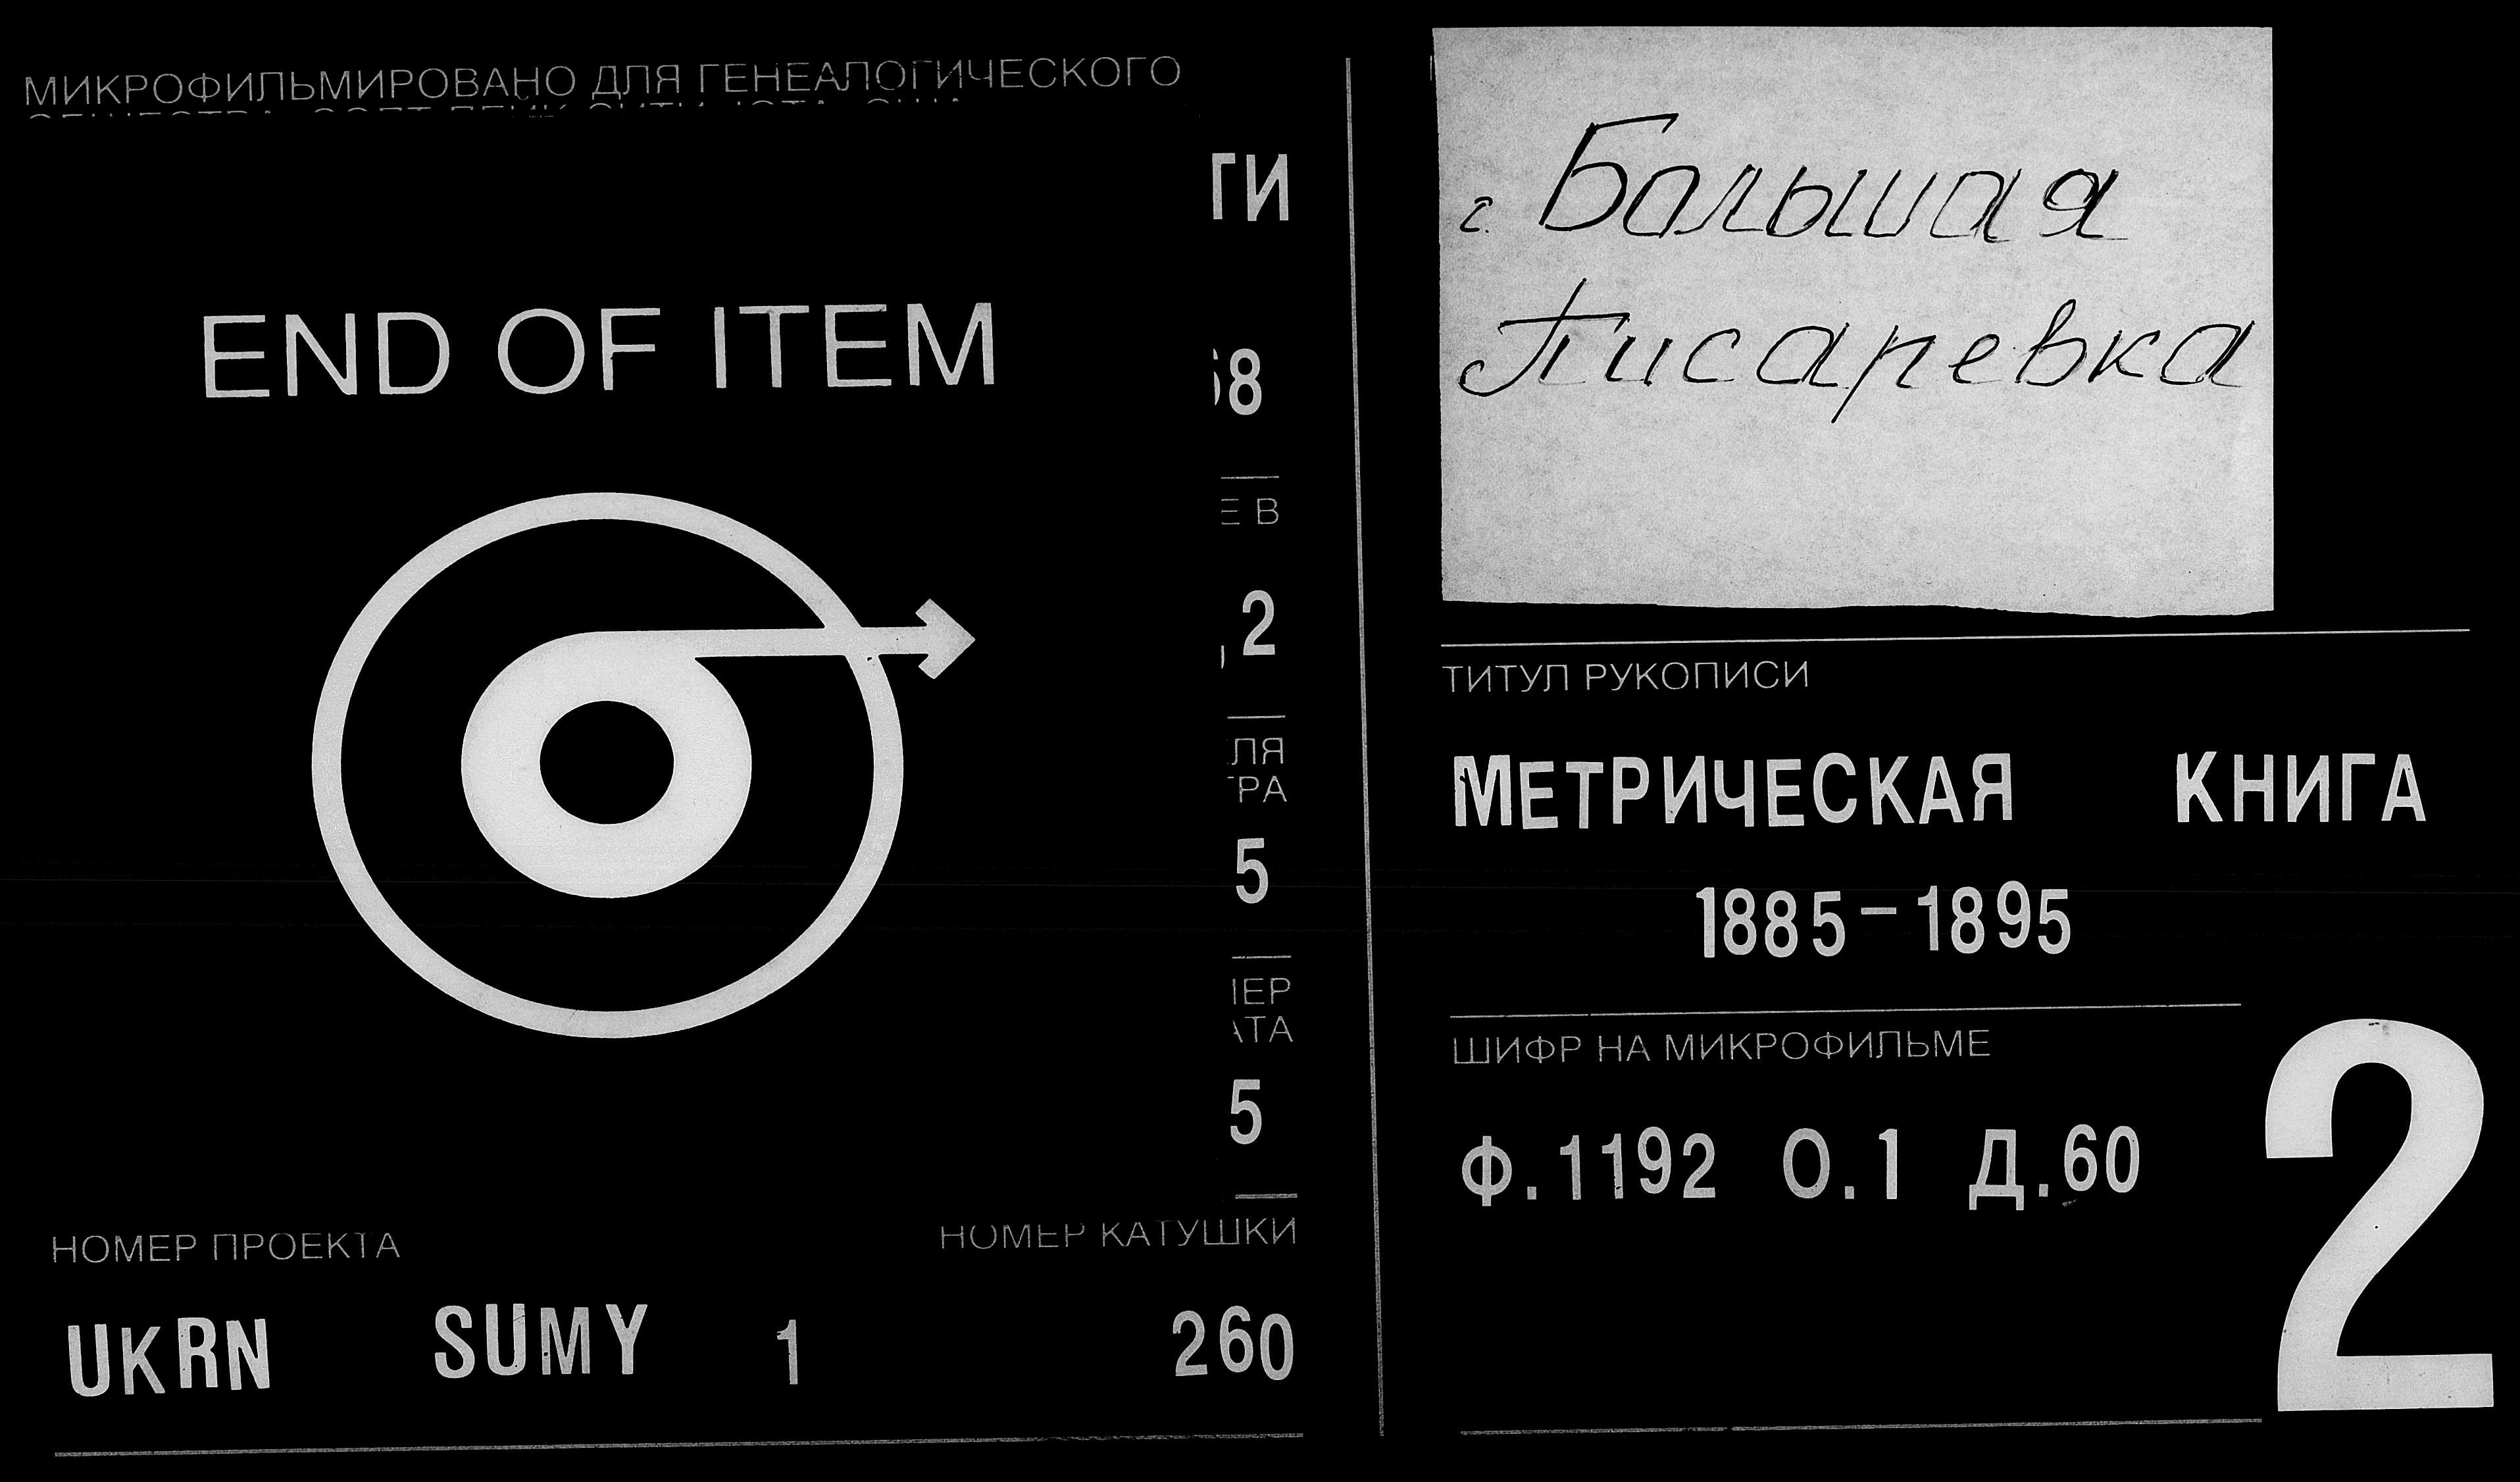 МИКРОФИЛЬМИРОВАНО ДЛЯ ГЕНЕАЛОГИЧЕСКОГО
ГИ
END OF ITEM
8
Е В
2
ЛЯ
РА
5
ЕР
ТА
5
НОМЕР ПРОЕКТА НОМЕР КАТУШКИ
UKRN SUMY 1 260
г. Большая
Писаревка
ТИТУЛ РУКОПИСИ
МЕТРИЧЕСКАЯ КНИГА
1885-1895
ШИФР НА МИКРОФИЛЬМЕ
Ф.1192 О.1 Д.60
2